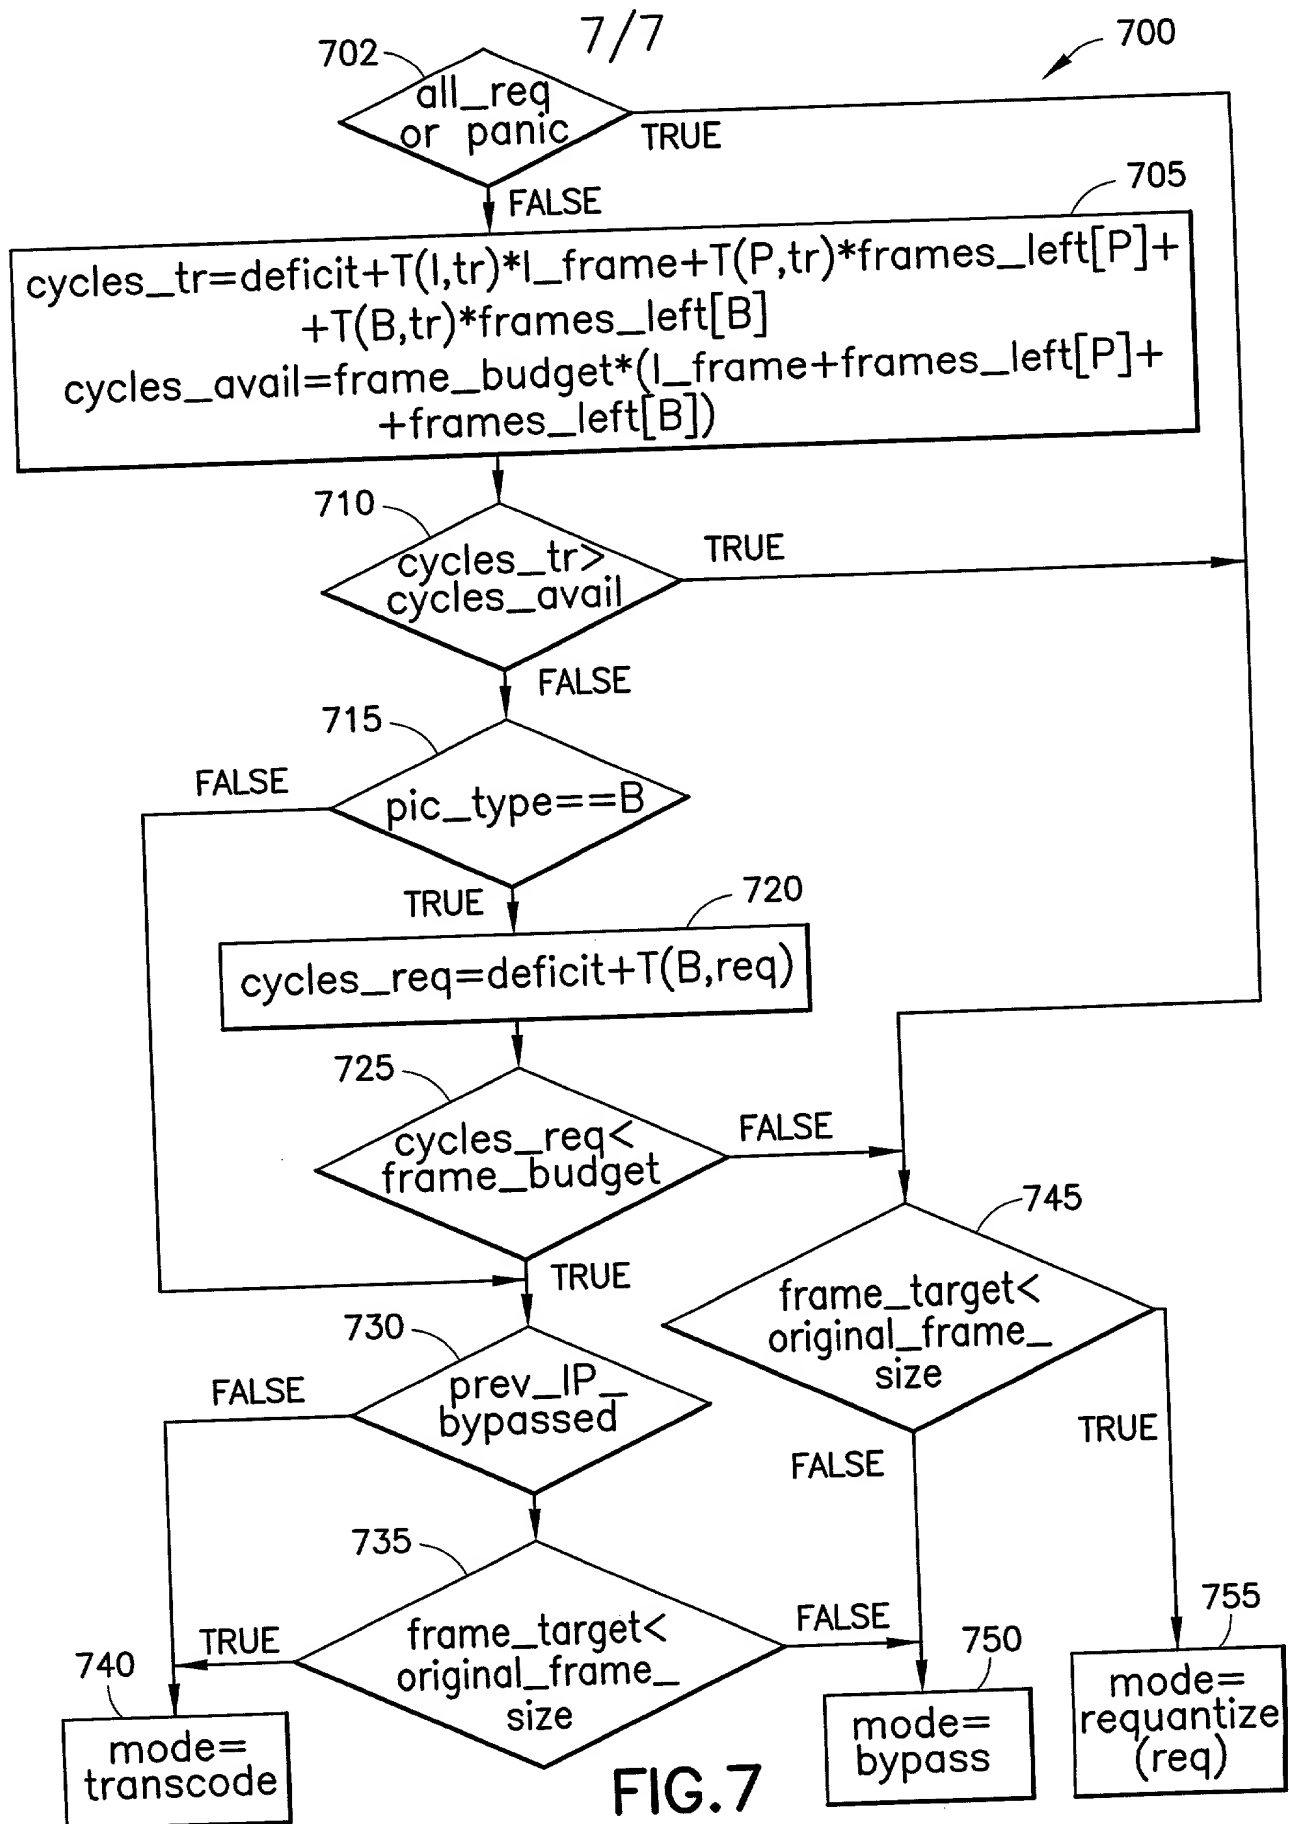 7/7
700
702
all_req
or panic
TRUE
FALSE
705
cycles_tr=deficit+T(I,tr)*I_frame+T(P,tr)*frames_left[P]+
+T(B,tr)*frames_left[B]
cycles_avail=frame_budget*(I_frame+frames_left[P]+
+frames_left[B])
710
cycles_tr>
cycles_avail
TRUE
FALSE
715
FALSE
pic_type==B
TRUE
720
cycles_req=deficit+T(B,req)
725
cycles_req<
frame_budget
FALSE
TRUE
745
frame_target<
original_frame_
size
730
FALSE
prev_IP_
bypassed
FALSE
TRUE
735
frame_target<
original_frame_
size
TRUE
FALSE
740
mode=
transcode
750
mode=
bypass
755
mode=
requantize
(req)
FIG.7